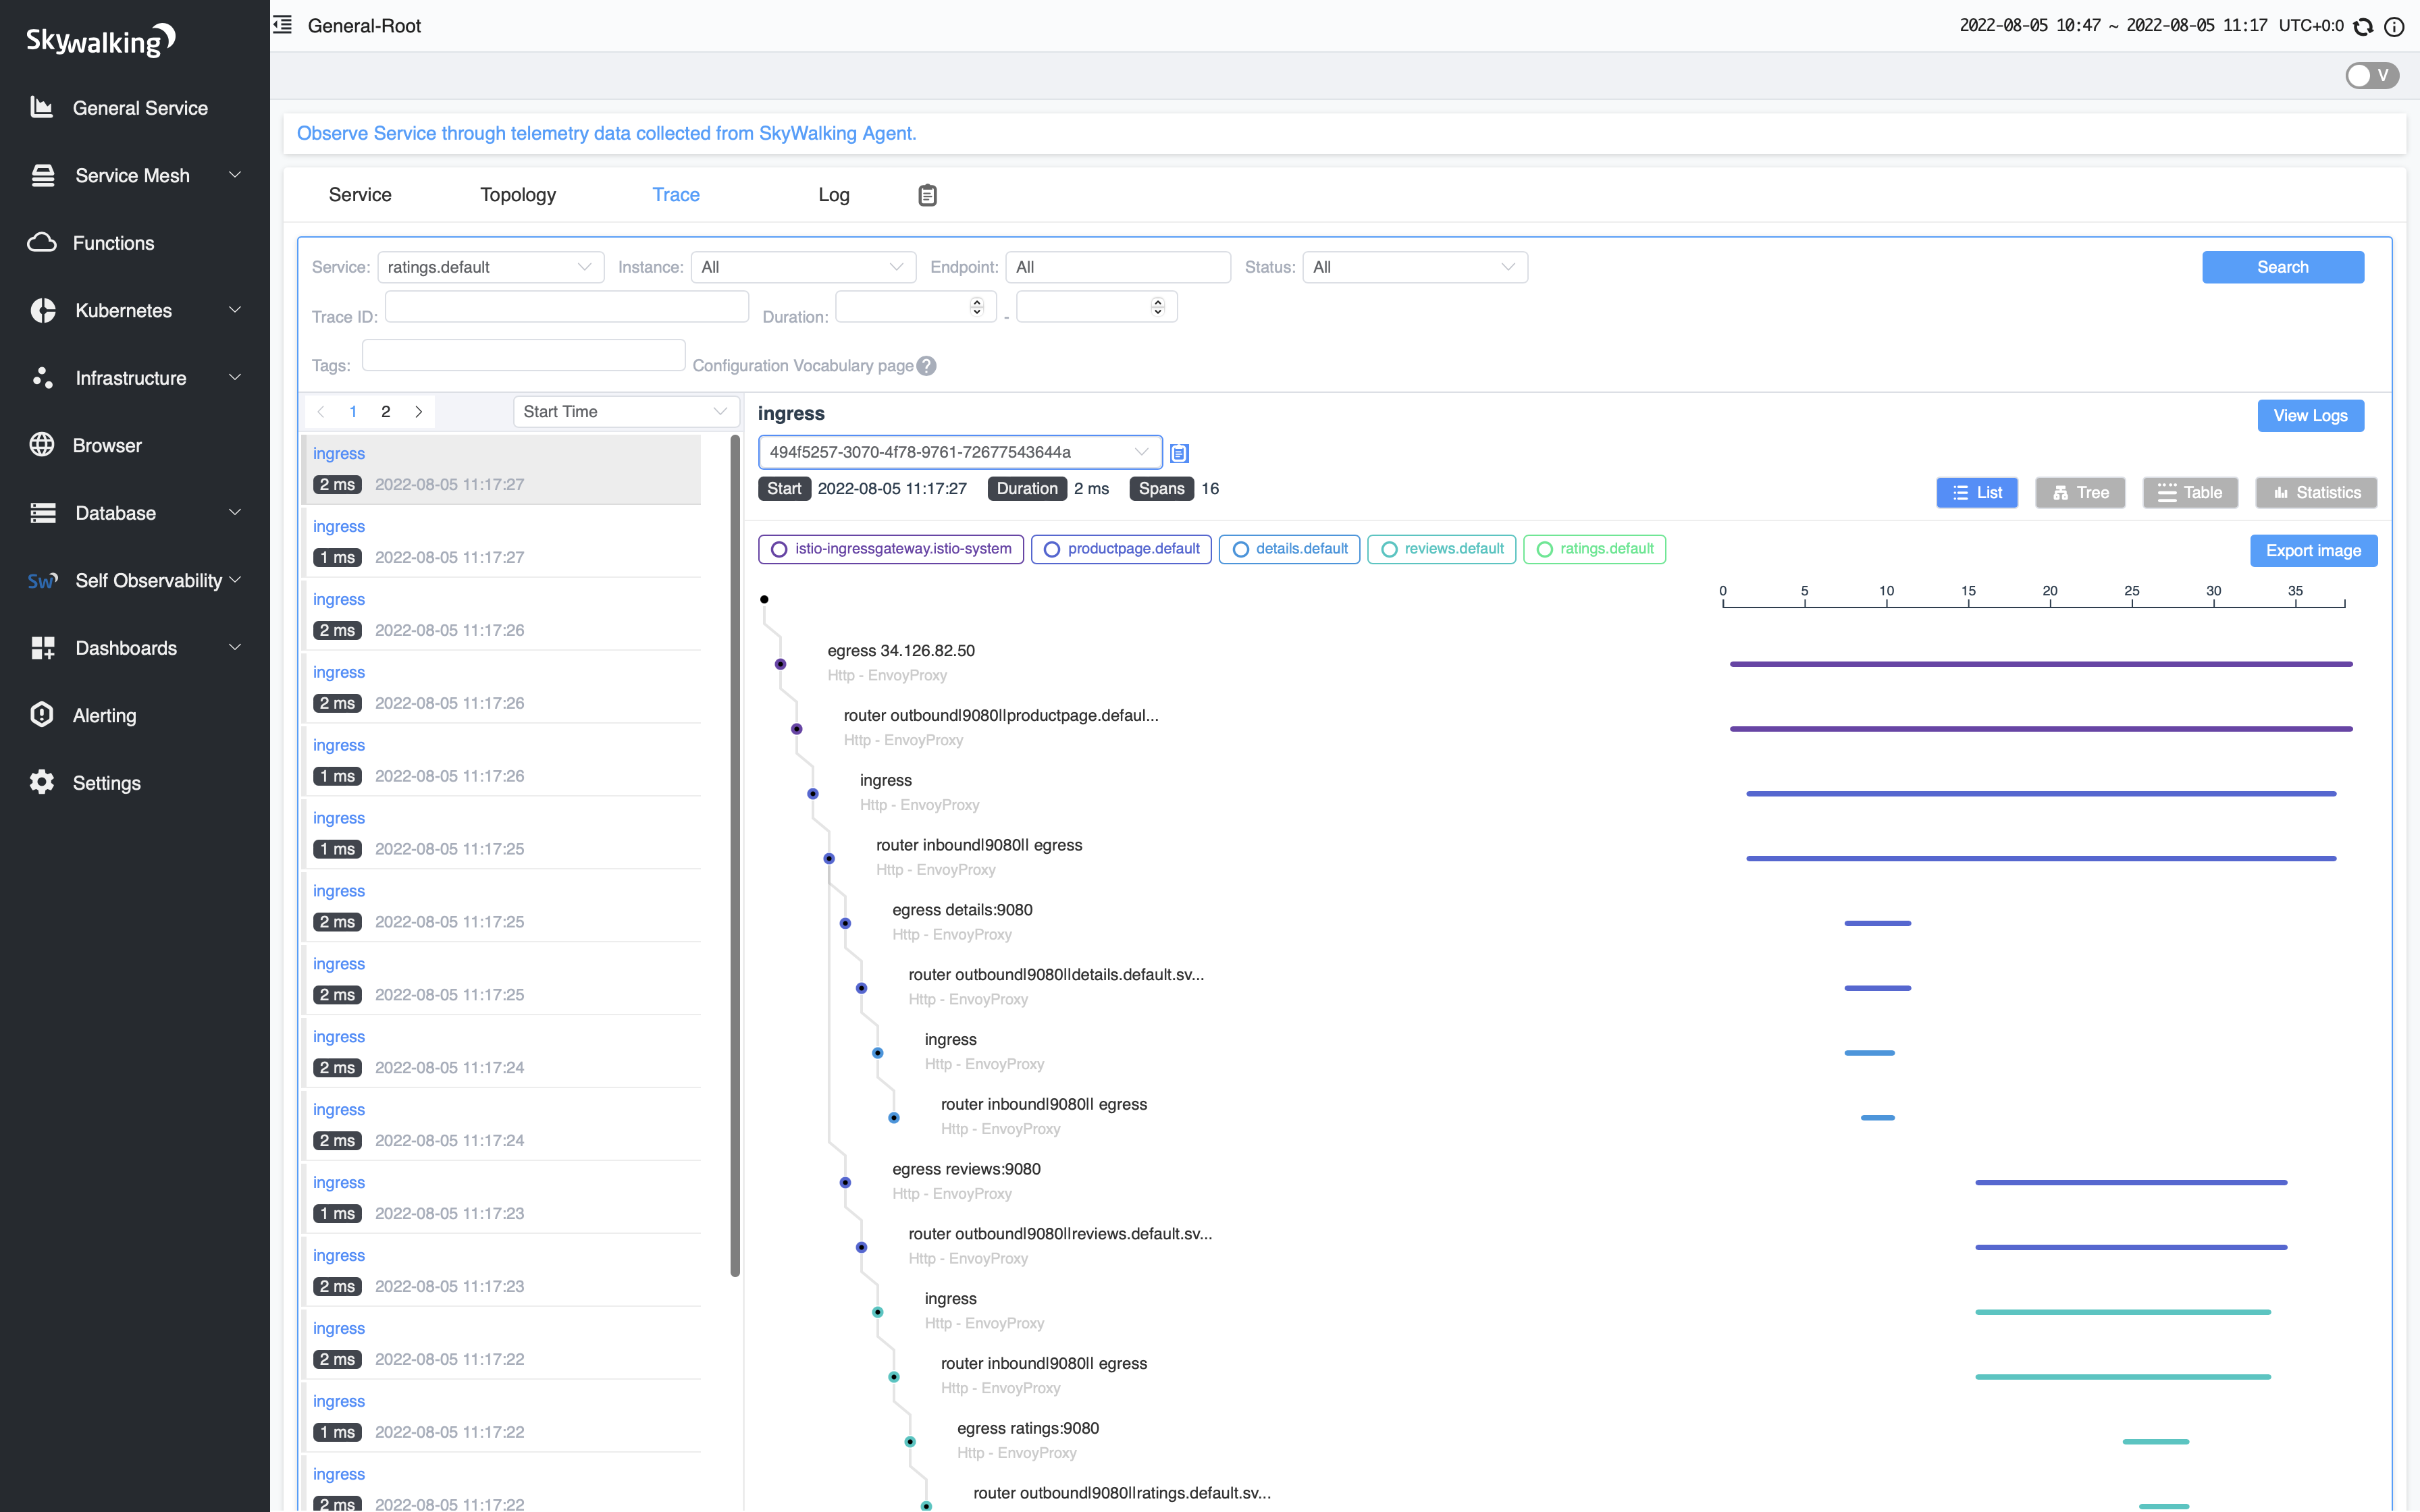 Skywalking
General Service
Service Mesh
Functions
Kubernetes
Infrastructure
Browser
Database
Sw Self Observability
Dashboards
Alerting
Settings
General-Root
2022-08-05 10:47 ~ 2022-08-05 11:17 UTC+0:0
V
Observe Service through telemetry data collected from SkyWalking Agent.
Service Topology Trace Log
Service: ratings.default Instance: All Endpoint: All Status: All Search
Trace ID: Duration: -
Tags: Configuration Vocabulary page ?
1 2 Start Time
ingress
2 ms 2022-08-05 11:17:27
ingress
1 ms 2022-08-05 11:17:27
ingress
2 ms 2022-08-05 11:17:26
ingress
2 ms 2022-08-05 11:17:26
ingress
1 ms 2022-08-05 11:17:26
ingress
1 ms 2022-08-05 11:17:25
ingress
2 ms 2022-08-05 11:17:25
ingress
2 ms 2022-08-05 11:17:25
ingress
2 ms 2022-08-05 11:17:24
ingress
2 ms 2022-08-05 11:17:24
ingress
1 ms 2022-08-05 11:17:23
ingress
2 ms 2022-08-05 11:17:23
ingress
2 ms 2022-08-05 11:17:22
ingress
1 ms 2022-08-05 11:17:22
ingress
2 ms 2022-08-05 11:17:22
ingress
View Logs
494f5257-3070-4f78-9761-72677543644a
Start 2022-08-05 11:17:27 Duration 2 ms Spans 16
List Tree Table Statistics
istio-ingressgateway.istio-system productpage.default details.default reviews.default ratings.default
Export image
0 5 10 15 20 25 30 35
egress 34.126.82.50
Http - EnvoyProxy
router outbound|9080||productpage.defaul...
Http - EnvoyProxy
ingress
Http - EnvoyProxy
router inbound|9080|| egress
Http - EnvoyProxy
egress details:9080
Http - EnvoyProxy
router outbound|9080||details.default.sv...
Http - EnvoyProxy
ingress
Http - EnvoyProxy
router inbound|9080|| egress
Http - EnvoyProxy
egress reviews:9080
Http - EnvoyProxy
router outbound|9080||reviews.default.sv...
Http - EnvoyProxy
ingress
Http - EnvoyProxy
router inbound|9080|| egress
Http - EnvoyProxy
egress ratings:9080
Http - EnvoyProxy
router outbound|9080||ratings.default.sv...